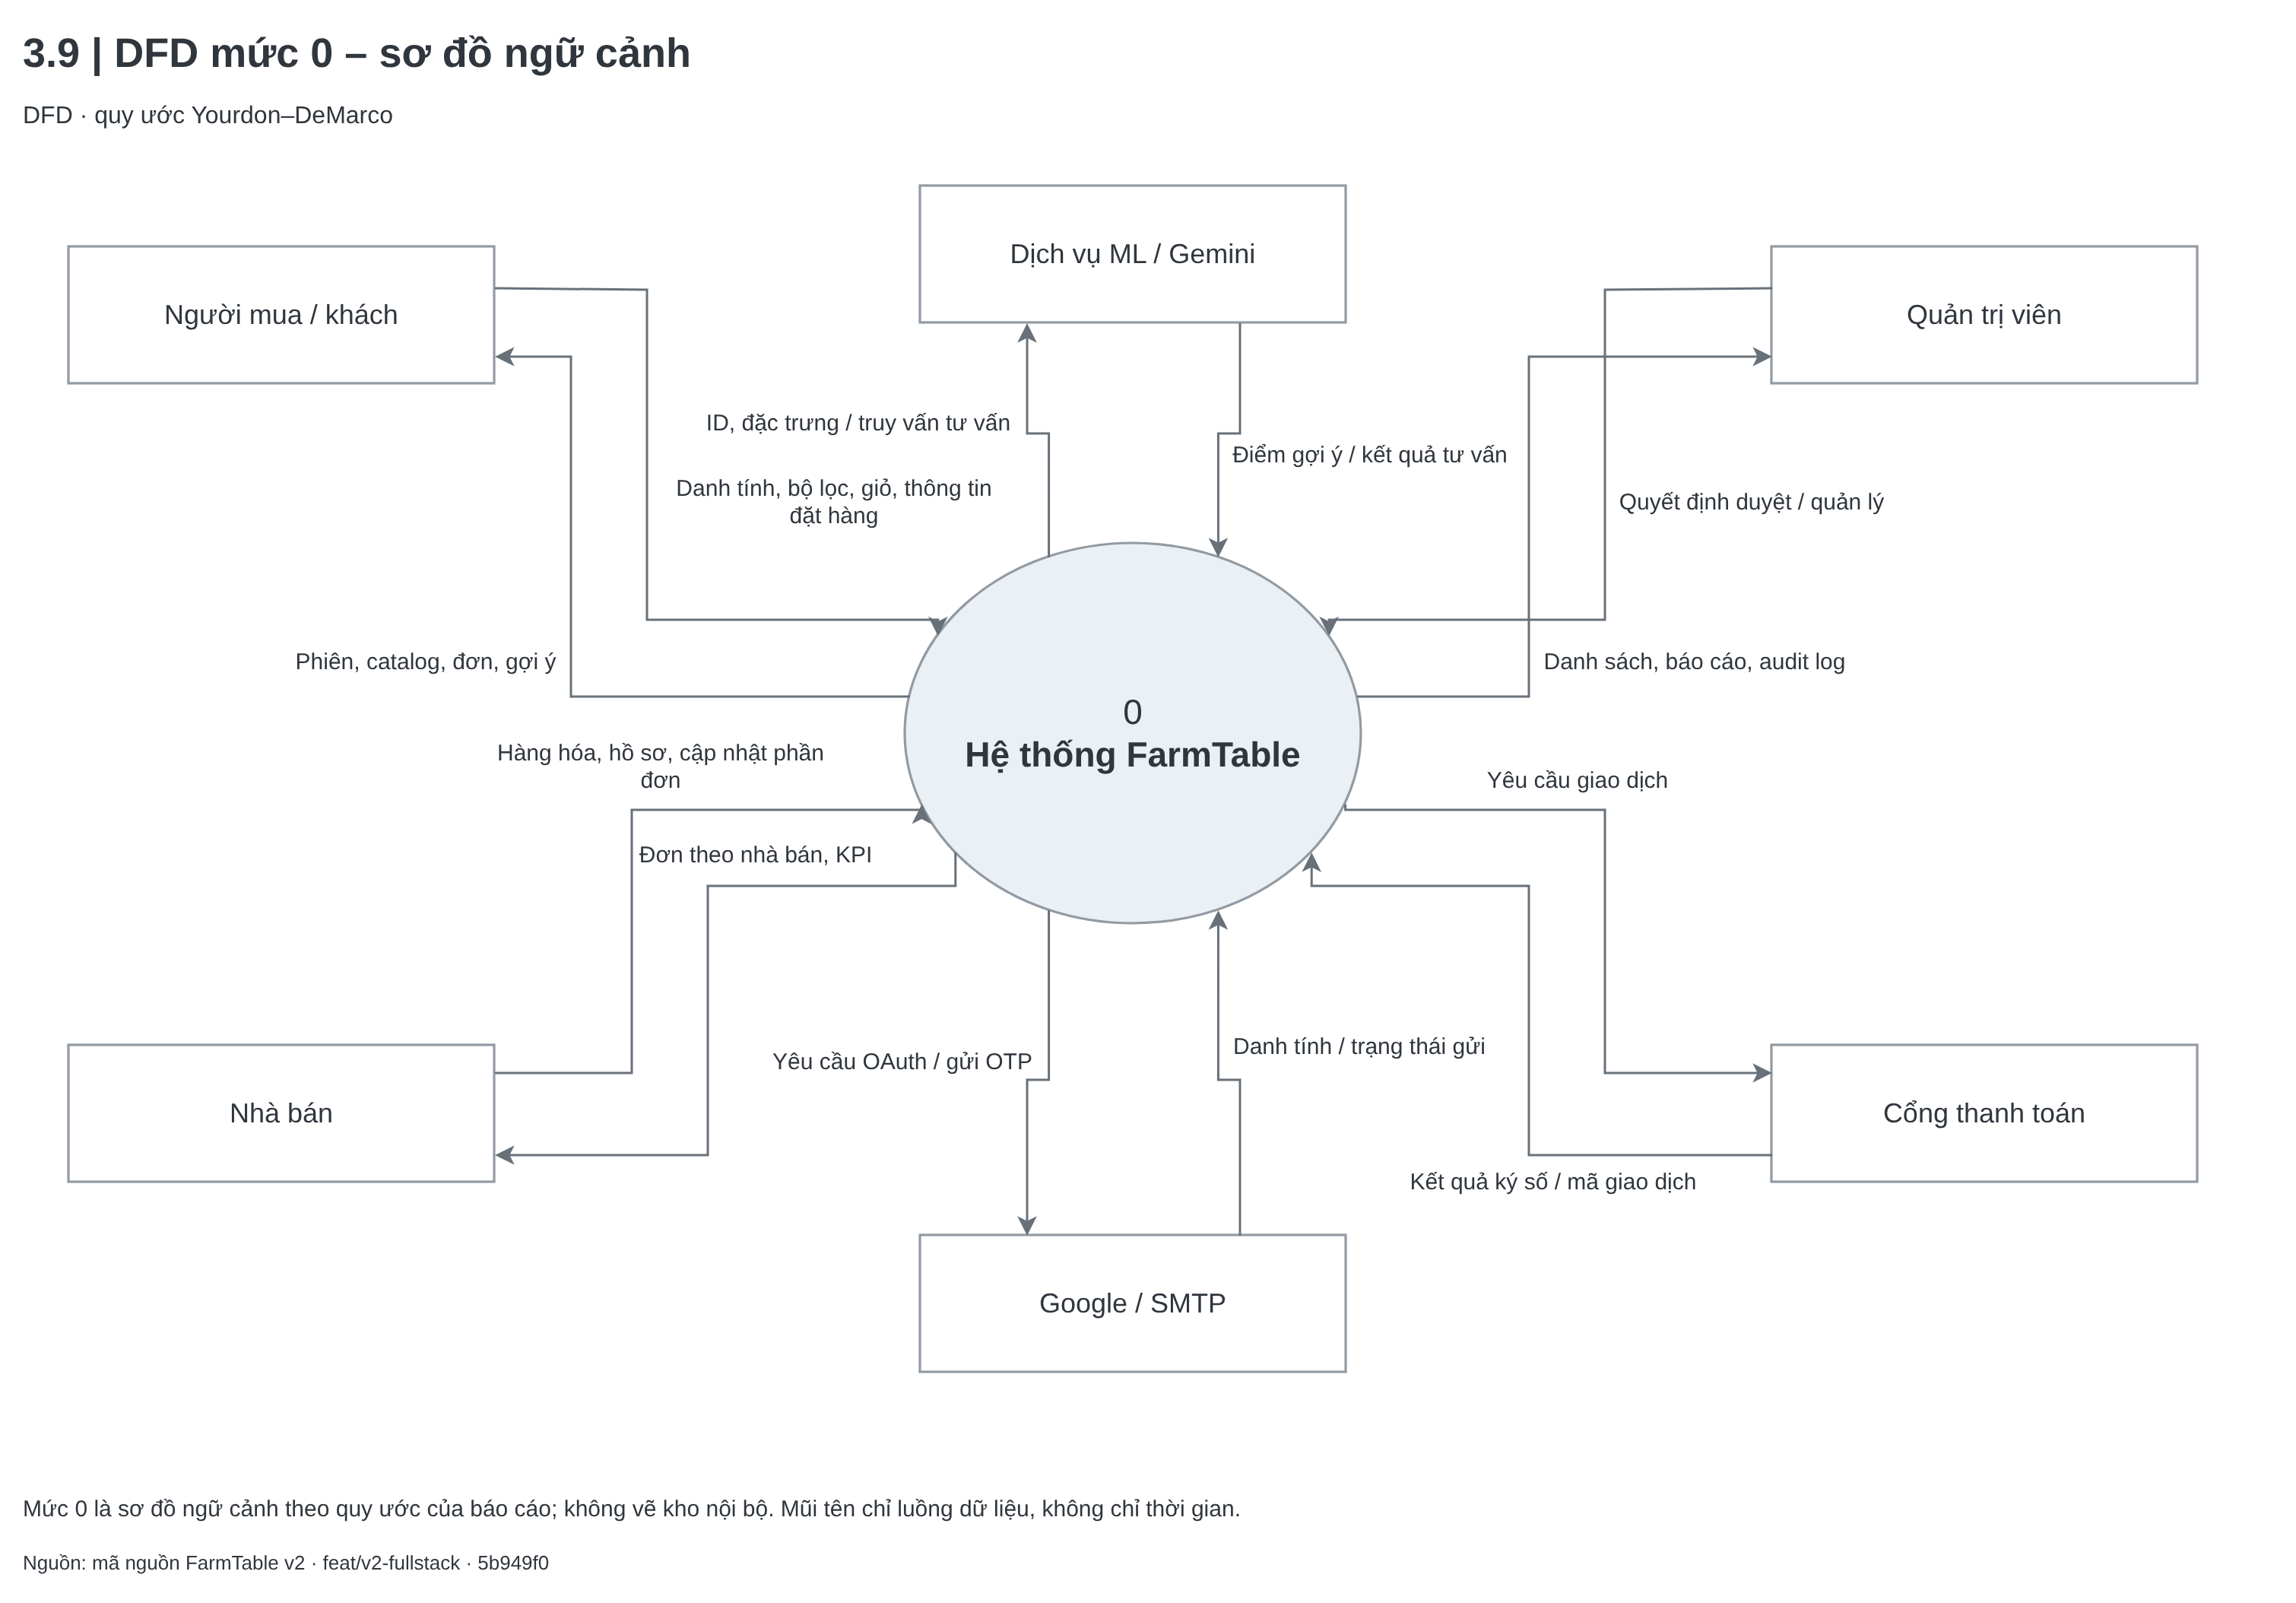 3.9 | DFD mức 0 – sơ đồ ngữ cảnh
DFD · quy ước Yourdon–DeMarco
Dịch vụ ML / Gemini
Người mua / khách
Quản trị viên
ID, đặc trưng / truy vấn tư vấn
Điểm gợi ý / kết quả tư vấn
Danh tính, bộ lọc, giỏ, thông tin
đặt hàng
Quyết định duyệt / quản lý
Phiên, catalog, đơn, gợi ý
Danh sách, báo cáo, audit log
0
Hệ thống FarmTable
Hàng hóa, hồ sơ, cập nhật phần
đơn
Yêu cầu giao dịch
Đơn theo nhà bán, KPI
Yêu cầu OAuth / gửi OTP
Danh tính / trạng thái gửi
Nhà bán
Cổng thanh toán
Kết quả ký số / mã giao dịch
Google / SMTP
Mức 0 là sơ đồ ngữ cảnh theo quy ước của báo cáo; không vẽ kho nội bộ. Mũi tên chỉ luồng dữ liệu, không chỉ thời gian.
Nguồn: mã nguồn FarmTable v2 · feat/v2-fullstack · 5b949f0